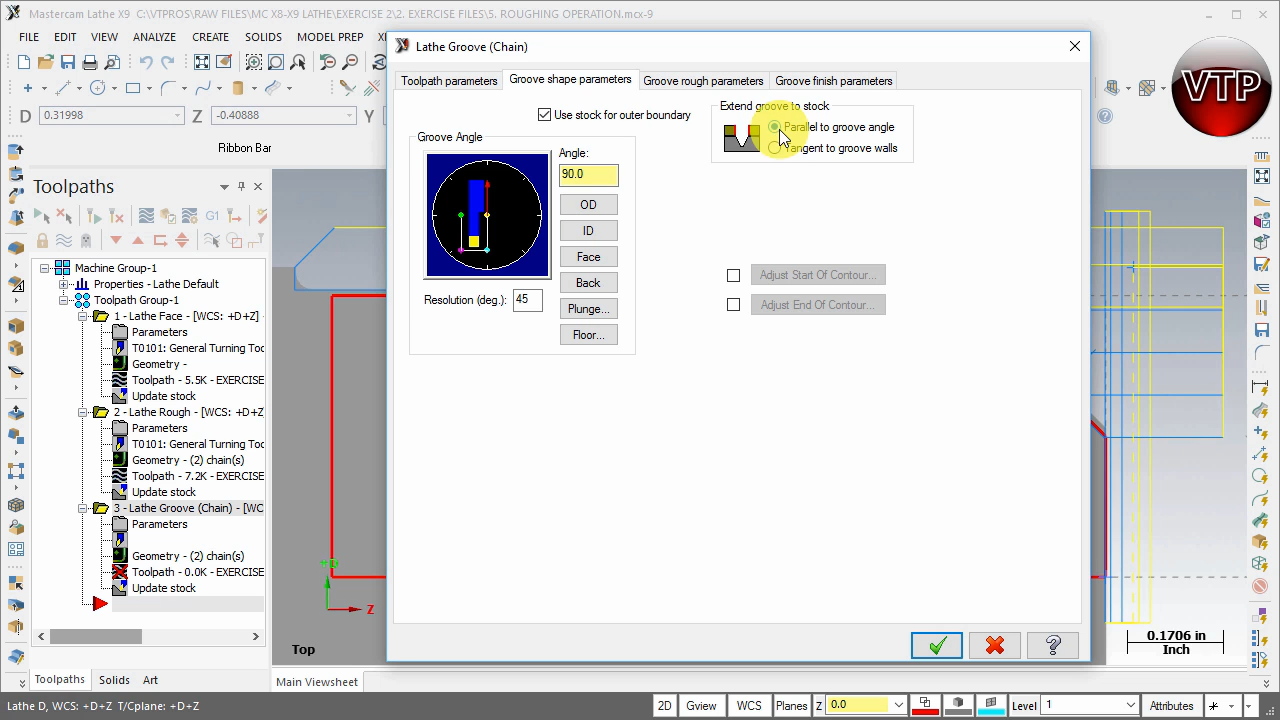 Mastercam Lathe X9 C:\VTPROS\RAW FILES\MC X8-X9 LATHE\EXERCISE 2\2. EXERCISE FILES\5. ROUGHING OPERATION.mcx-9
FILE EDIT VIEW ANALYZE CREATE SOLIDS MODEL PREP
Lathe Groove (Chain)
VTP
D 0.31998 X -0.40888 Y
Ribbon Bar
Toolpath parameters Groove shape parameters Groove rough parameters Groove finish parameters
Use stock for outer boundary
Extend groove to stock
Parallel to groove angle
Tangent to groove walls
Groove Angle
Angle:
90.0
OD
ID
Face
Back
Plunge...
Floor...
Resolution (deg.): 45
Adjust Start Of Contour...
Adjust End Of Contour...
Toolpaths
G1
Machine Group-1
Properties - Lathe Default
Toolpath Group-1
1 - Lathe Face - [WCS: +D+Z]
Parameters
T0101: General Turning Too
Geometry -
Toolpath - 5.5K - EXERCISE
Update stock
2 - Lathe Rough - [WCS: +D+Z
Parameters
T0101: General Turning Too
Geometry - (2) chain(s)
Toolpath - 7.2K - EXERCISE
Update stock
3 - Lathe Groove (Chain) - [WC
Parameters
Geometry - (2) chain(s)
Toolpath - 0.0K - EXERCISE
Update stock
+D
Z
Top
0.1706 in
Inch
Toolpaths Solids Art
Main Viewsheet
Lathe D, WCS: +D+Z T/Cplane: +D+Z
2D Gview WCS Planes Z 0.0 Level 1 Attributes